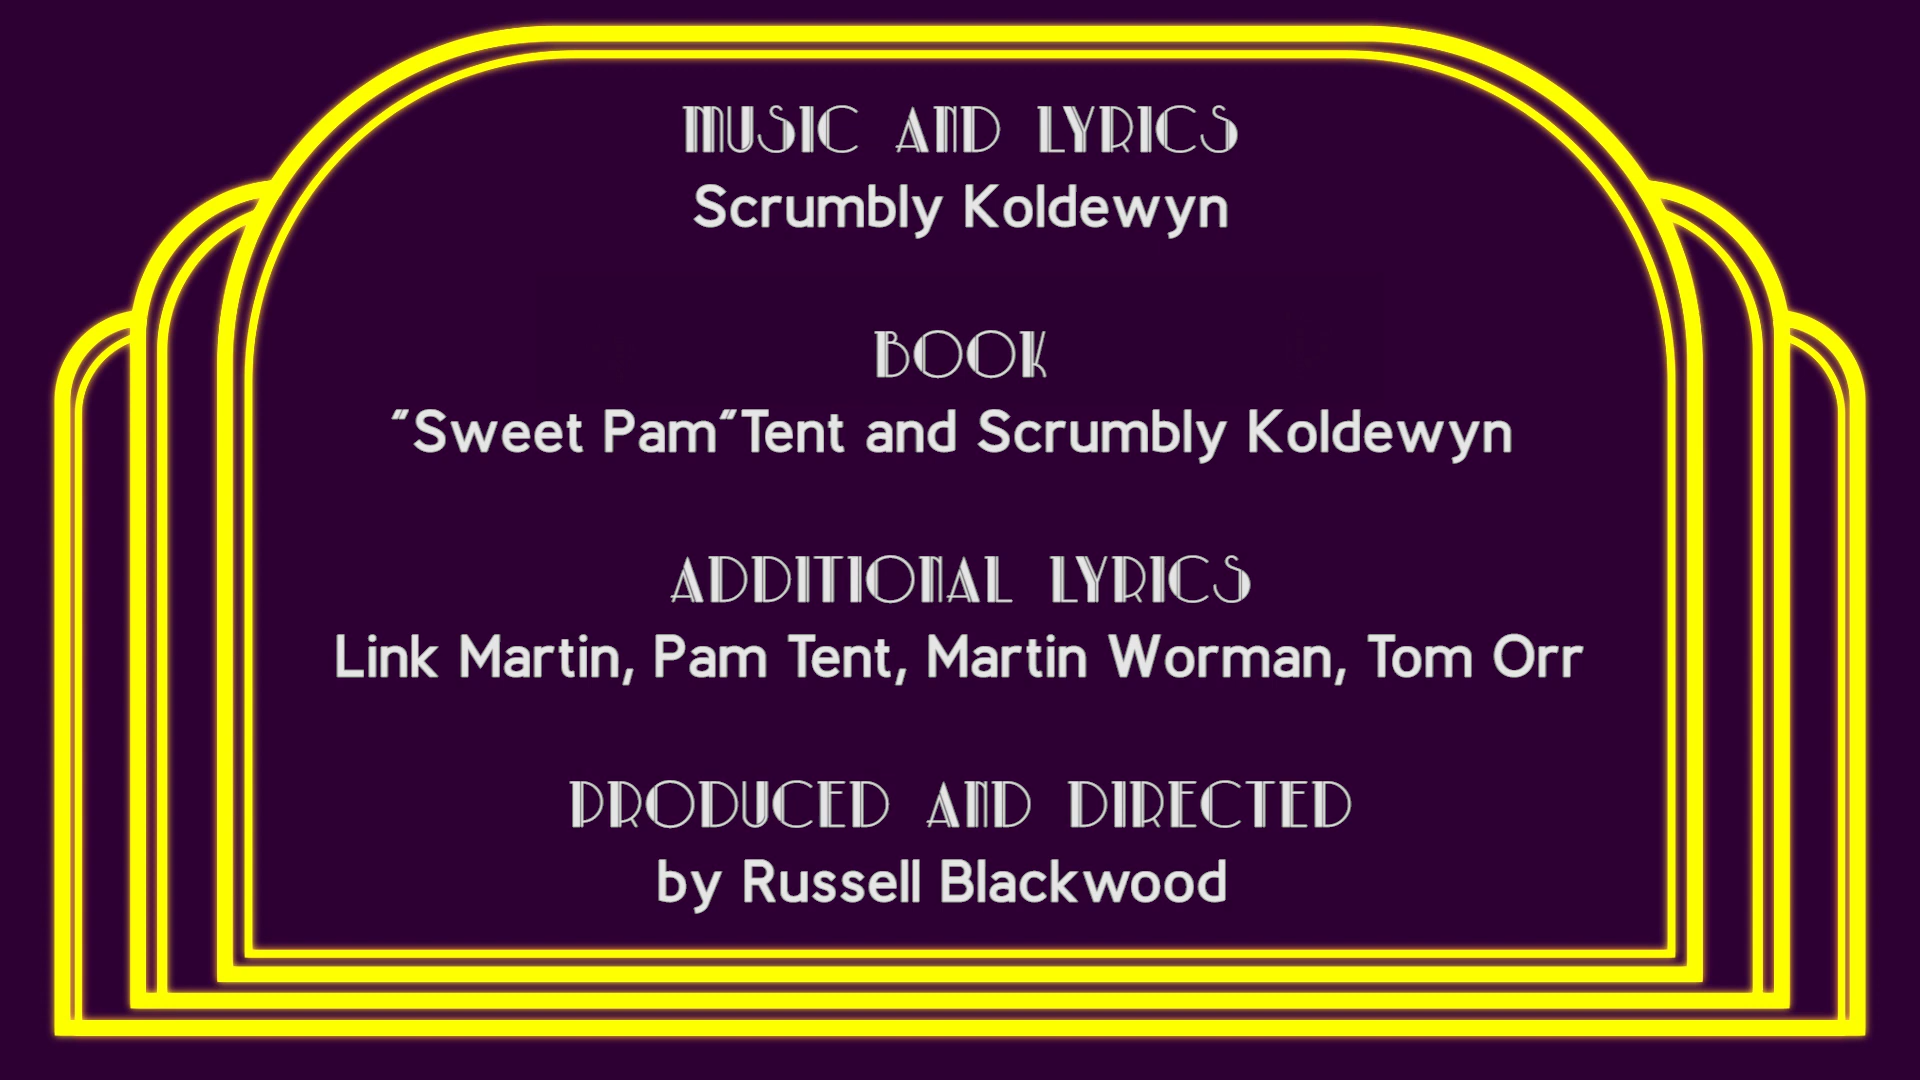 MUSIC AND LYRICS
Scrumbly Koldewyn
BOOK
"Sweet Pam"Tent and Scrumbly Koldewyn
ADDITIONAL LYRICS
Link Martin, Pam Tent, Martin Worman, Tom Orr
PRODUCED AND DIRECTED
by Russell Blackwood